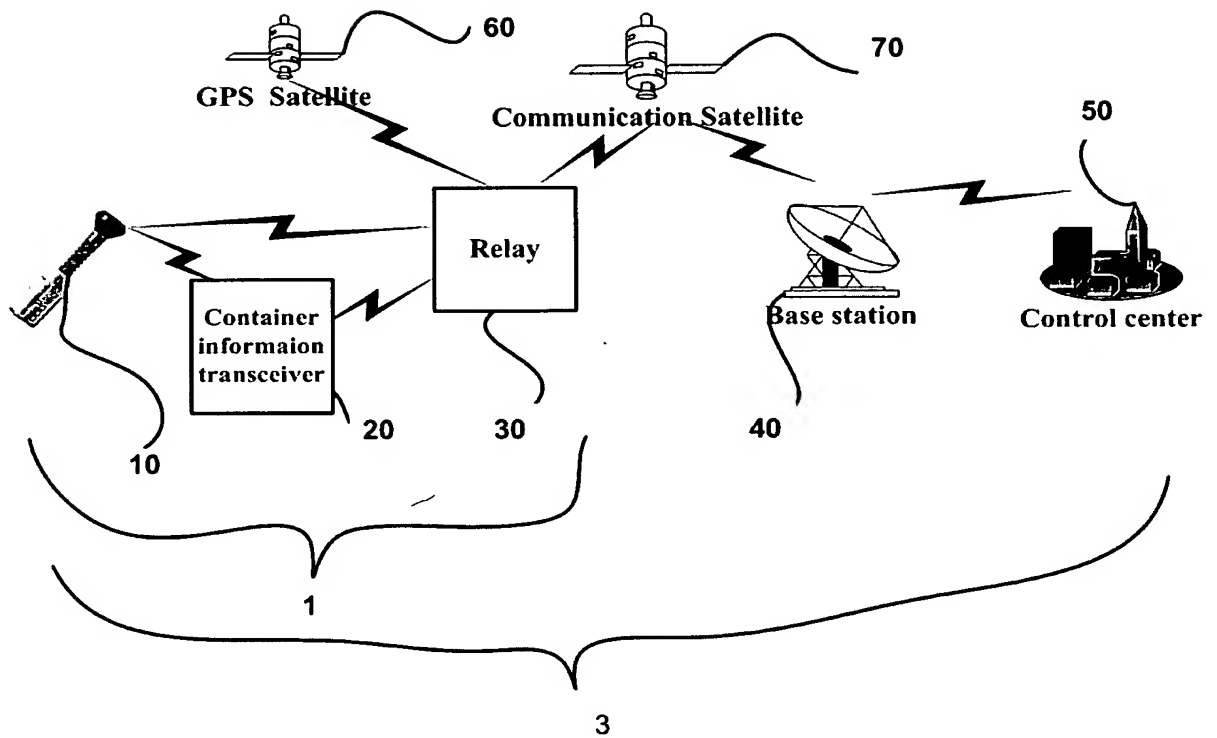 60
70
GPS Satellite
Communication Satellite
50
Relay
Container
informaion
transceiver
Base station
Control center
10
20
30
40
1
3